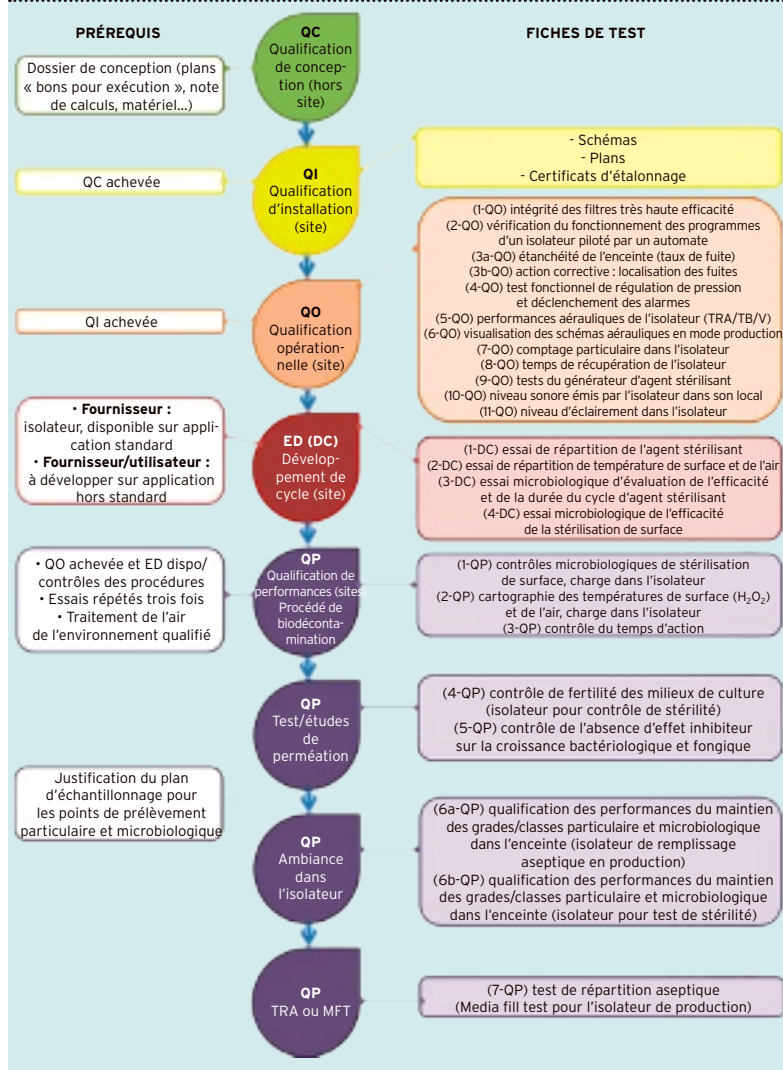 PRÉREQUIS
FICHES DE TEST
QC
Qualification
de concep-
tion (hors
site)
Dossier de conception (plans
« bons pour exécution », note
de calculs, matériel…)
QI
Qualification
d'installation
(site)
QC achevée
- Schémas
- Plans
- Certificats d'étalonnage
QO
Qualification
opération-
nelle (site)
QI achevée
(1-QO) intégrité des filtres très haute efficacité
(2-QO) vérification du fonctionnement des programmes
d'un isolateur piloté par un automate
(3a-QO) étanchéité de l'enceinte (taux de fuite)
(3b-QO) action corrective : localisation des fuites
(4-QO) test fonctionnel de régulation de pression
et déclenchement des alarmes
(5-QO) performances aérauliques de l'isolateur (TRA/TB/V)
(6-QO) visualisation des schémas aérauliques en mode production
(7-QO) comptage particulaire dans l'isolateur
(8-QO) temps de récupération de l'isolateur
(9-QO) tests du générateur d'agent stérilisant
(10-QO) niveau sonore émis par l'isolateur dans son local
(11-QO) niveau d'éclairement dans l'isolateur
• Fournisseur :
isolateur, disponible sur appli-
cation standard
• Fournisseur/utilisateur :
à développer sur application
hors standard
ED (DC)
Dévelop-
pement de
cycle (site)
(1-DC) essai de répartition de l'agent stérilisant
(2-DC) essai de répartition de température de surface et de l'air
(3-DC) essai microbiologique d'évaluation de l'efficacité
et de la durée du cycle d'agent stérilisant
(4-DC) essai microbiologique de l'efficacité
de la stérilisation de surface
• QO achevée et ED dispo/
contrôles des procédures
• Essais répétés trois fois
• Traitement de l'air
de l'environnement qualifié
QP
Qualification de
performances (sites)
Procédé de
biodéconta-
mination
(1-QP) contrôles microbiologiques de stérilisation
de surface, charge dans l'isolateur
(2-QP) cartographie des températures de surface (H₂O₂)
et de l'air, charge dans l'isolateur
(3-QP) contrôle du temps d'action
QP
Test/études
de
perméation
(4-QP) contrôle de fertilité des milieux de culture
(isolateur pour contrôle de stérilité)
(5-QP) contrôle de l'absence d'effet inhibiteur
sur la croissance bactériologique et fongique
Justification du plan
d'échantillonnage pour
les points de prélèvement
particulaire et microbiologique
QP
Ambiance
dans
l'isolateur
(6a-QP) qualification des performances du maintien
des grades/classes particulaire et microbiologique
dans l'enceinte (isolateur de remplissage
aseptique en production)
(6b-QP) qualification des performances du maintien
des grades/classes particulaire et microbiologique
dans l'enceinte (isolateur pour test de stérilité)
QP
TRA ou MFT
(7-QP) test de répartition aseptique
(Media fill test pour l'isolateur de production)